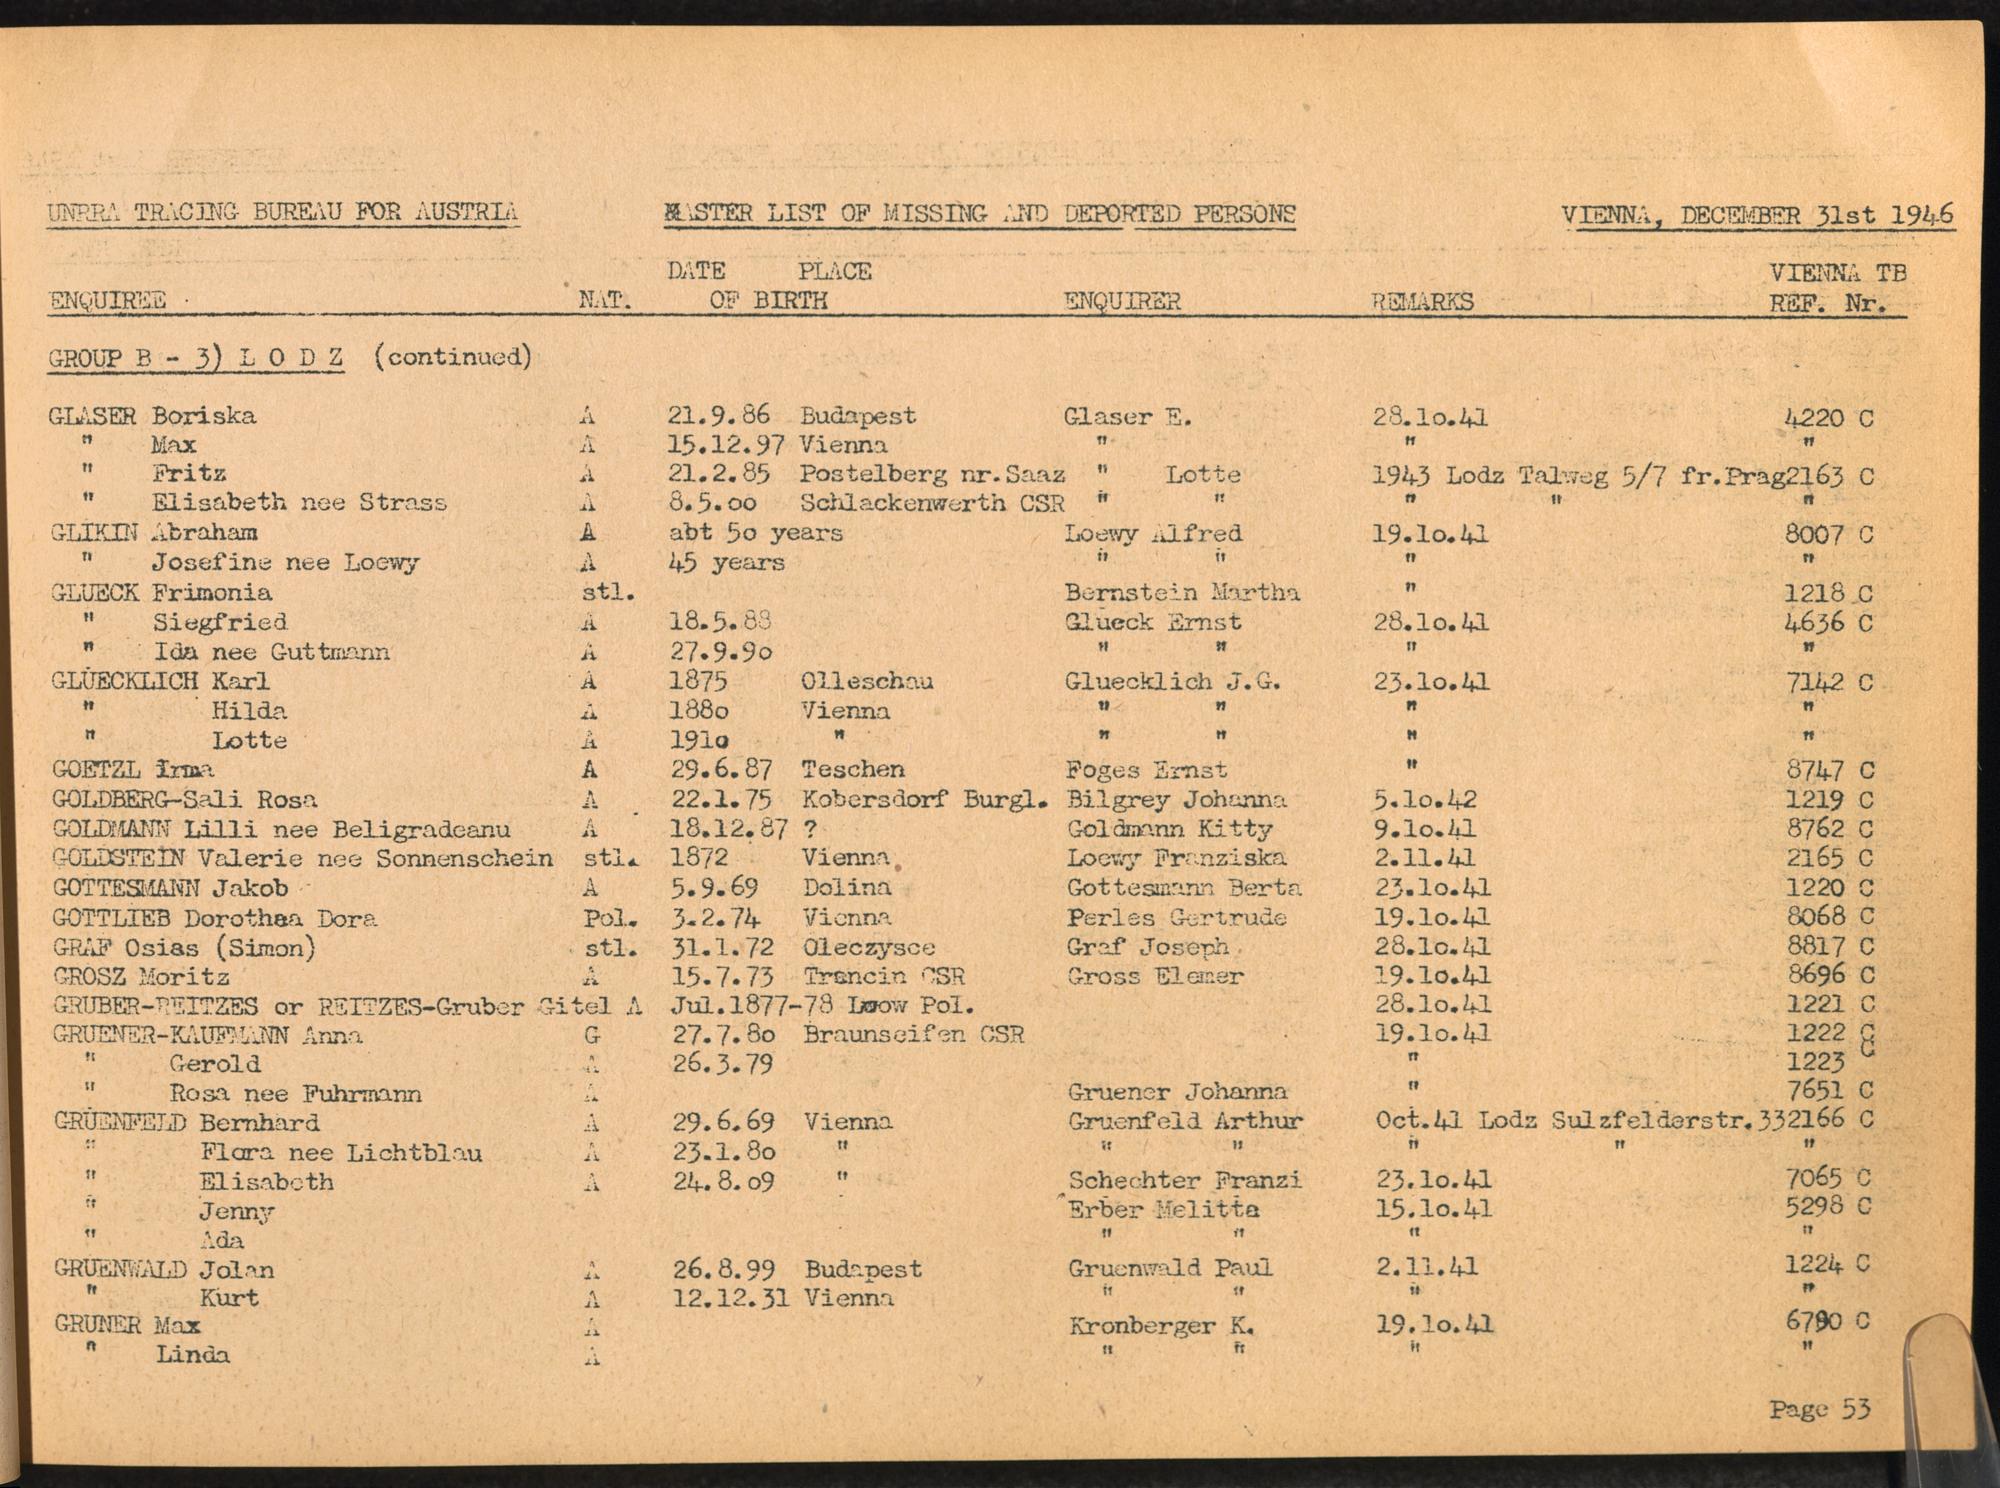 UNRRA TRACING BUREAU FOR AUSTRIA MASTER LIST OF MISSING AND DEPORTED PERSONS VIENNA, DECEMBER 31st 1946
DATE PLACE VIENNA TB
ENQUIREE NAT. OF BIRTH ENQUIRER REMARKS REF. Nr.
GROUP B - 3) L O D Z (continued)
GLASER Boriska A 21.9.86 Budapest Glaser E. 28.1o.41 4220 C
" Max A 15.12.97 Vienna " " "
" Fritz A 21.2.85 Postelberg nr.Saaz " Lotte 1943 Lodz Talweg 5/7 fr.Prag2163 C
" Elisabeth nee Strass A 8.5.oo Schlackenwerth CSR " " " " "
GLIKIN Abraham A abt 5o years Loewy Alfred 19.1o.41 8007 C
" Josefine nee Loewy A 45 years " " " "
GLUECK Frimonia stl. Bernstein Martha " 1218 C
" Siegfried A 18.5.88 Glueck Ernst 28.1o.41 4636 C
" Ida nee Guttmann A 27.9.9o " " " "
GLUECKLICH Karl A 1875 Olleschau Gluecklich J.G. 23.1o.41 7142 C
" Hilda A 188o Vienna " " " "
" Lotte A 191o " " " " "
GOETZL Irma A 29.6.87 Teschen Foges Ernst " 8747 C
GOLDBERG-Sali Rosa A 22.1.75 Kobersdorf Burgl. Bilgrey Johanna 5.1o.42 1219 C
GOLDMANN Lilli nee Beligradeanu A 18.12.87 ? Goldmann Kitty 9.1o.41 8762 C
GOLDSTEIN Valerie nee Sonnenschein stl. 1872 Vienna Loewy Franziska 2.11.41 2165 C
GOTTESMANN Jakob A 5.9.69 Dolina Gottesmann Berta 23.1o.41 1220 C
GOTTLIEB Dorothea Dora Pol. 3.2.74 Vienna Perles Gertrude 19.1o.41 8068 C
GRAF Osias (Simon) stl. 31.1.72 Oleczysce Graf Joseph 28.1o.41 8817 C
GROSZ Moritz A 15.7.73 Trencin CSR Gross Elemer 19.1o.41 8696 C
GRUBER-REITZES or REITZES-Gruber Gitel A Jul.1877-78 Pol. 28.1o.41 1221 C
GRUENER-KAUFMANN Anna G 27.7.8o Braunseifen CSR 19.1o.41 1222 C
" Gerold A 26.3.79 " 1223 C
" Rosa nee Fuhrmann A Gruener Johanna " 7651 C
GRUENFELD Bernhard A 29.6.69 Vienna Gruenfeld Arthur Oct.41 Lodz Sulzfelderstr.332166 C
" Flora nee Lichtblau A 23.1.8o " " " " " "
" Elisabeth A 24.8.o9 " Schechter Franzi 23.1o.41 7065 C
" Jenny Erber Melitta 15.1o.41 5298 C
" Ada " " " "
GRUENWALD Jolan A 26.8.99 Budapest Gruenwald Paul 2.11.41 1224 C
" Kurt A 12.12.31 Vienna " " " "
GRUNER Max A Kronberger K. 19.1o.41 6790 C
" Linda A " " " "
Page 53